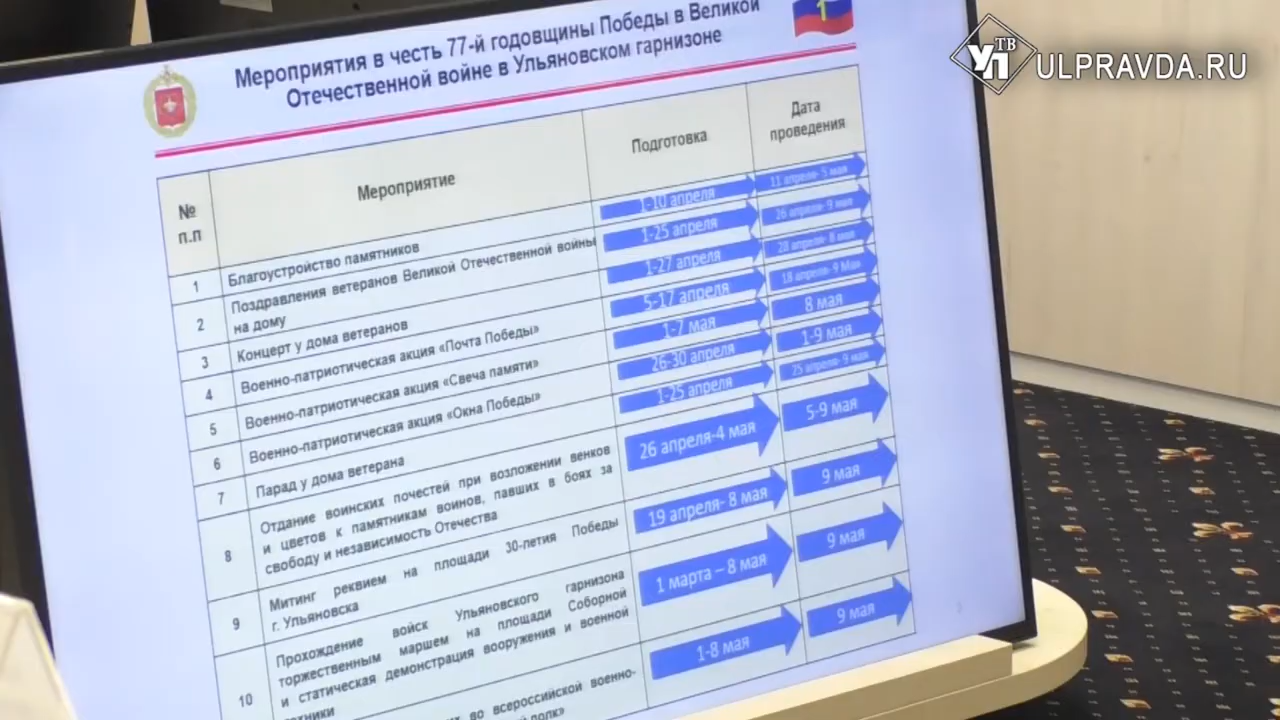 Мероприятия в честь 77-й годовщины Победы в Великой
Отечественной войне в Ульяновском гарнизоне
1
УП ТВ
ULPRAVDA.RU
№
п.п
Мероприятие
Подготовка
Дата
проведения
1
Благоустройство памятников
1-10 апреля
11 апреля- 5 мая
2
Поздравления ветеранов Великой Отечественной войны
на дому
1-25 апреля
26 апреля- 9 мая
3
Концерт у дома ветеранов
1-27 апреля
28 апреля- 8 мая
4
Военно-патриотическая акция «Почта Победы»
5-17 апреля
18 апреля- 9 Мая
5
Военно-патриотическая акция «Свеча памяти»
1-7 мая
8 мая
6
Военно-патриотическая акция «Окна Победы»
26-30 апреля
1-9 мая
7
Парад у дома ветерана
1-25 апреля
25 апреля- 9 мая
8
Отдание воинских почестей при возложении венков
и цветов к памятникам воинов, павших в боях за
свободу и независимость Отечества
26 апреля-4 мая
5-9 мая
9
Митинг реквием на площади 30-летия Победы
г. Ульяновска
19 апреля- 8 мая
9 мая
10
Прохождение войск Ульяновского гарнизона
торжественным маршем на площади Соборной
и статическая демонстрация вооружения и военной
1 марта – 8 мая
9 мая
во всероссийской военно-
1-8 мая
9 мая